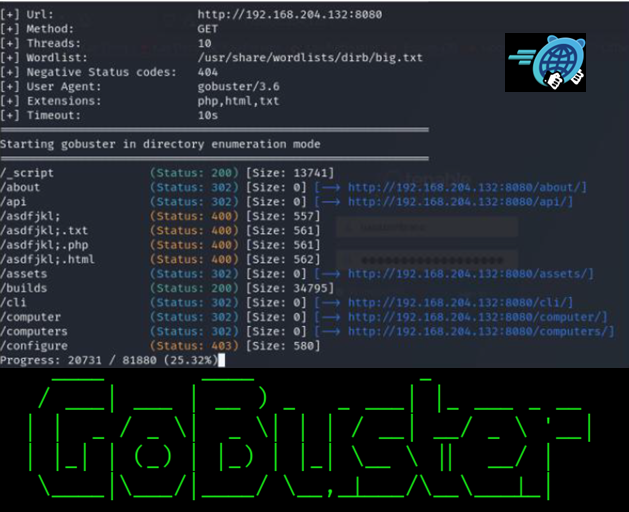 [+] Url: http://192.168.204.132:8080
[+] Method: GET
[+] Threads: 10
[+] Wordlist: /usr/share/wordlists/dirb/big.txt
[+] Negative Status codes: 404
[+] User Agent: gobuster/3.6
[+] Extensions: php,html,txt
[+] Timeout: 10s
Starting gobuster in directory enumeration mode
/_script (Status: 200) [Size: 13741]
/about (Status: 302) [Size: 0] [--> http://192.168.204.132:8080/about/]
/api (Status: 302) [Size: 0] [--> http://192.168.204.132:8080/api/]
/asdfjkl; (Status: 400) [Size: 557]
/asdfjkl;.txt (Status: 400) [Size: 561]
/asdfjkl;.php (Status: 400) [Size: 561]
/asdfjkl;.html (Status: 400) [Size: 562]
/assets (Status: 302) [Size: 0] [--> http://192.168.204.132:8080/assets/]
/builds (Status: 200) [Size: 34795]
/cli (Status: 302) [Size: 0] [--> http://192.168.204.132:8080/cli/]
/computer (Status: 302) [Size: 0] [--> http://192.168.204.132:8080/computer/]
/computers (Status: 302) [Size: 0] [--> http://192.168.204.132:8080/computers/]
/configure (Status: 403) [Size: 580]
Progress: 20731 / 81880 (25.32%)
GoBuster